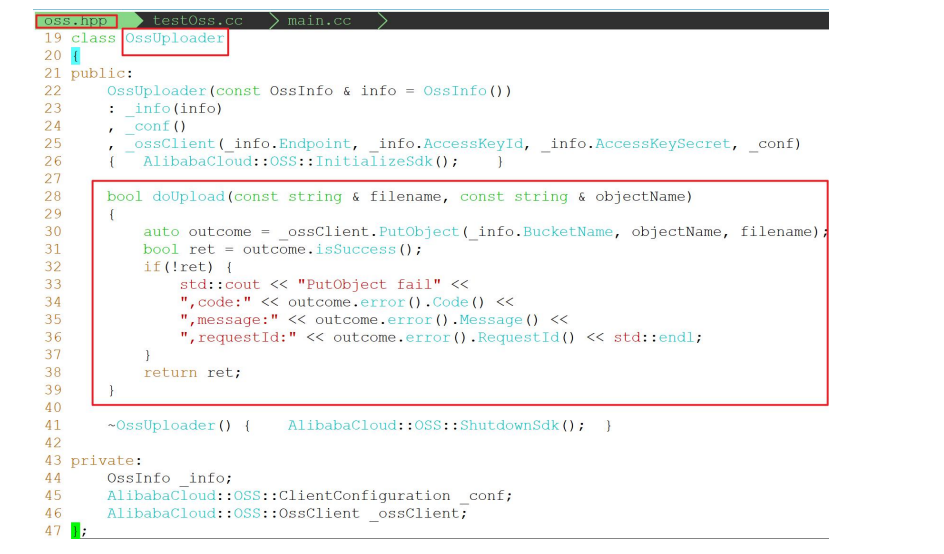 oss.hpp testOss.cc main.cc
19 class OssUploader
20 {
21 public:
22     OssUploader(const OssInfo & info = OssInfo())
23     : _info(info)
24     , _conf()
25     , _ossClient(_info.Endpoint, _info.AccessKeyId, _info.AccessKeySecret, _conf)
26     {   AlibabaCloud::OSS::InitializeSdk();    }
27
28     bool doUpload(const string & filename, const string & objectName)
29     {
30         auto outcome = _ossClient.PutObject(_info.BucketName, objectName, filename);
31         bool ret = outcome.isSuccess();
32         if(!ret) {
33             std::cout << "PutObject fail" <<
34             ",code:" << outcome.error().Code() <<
35             ",message:" << outcome.error().Message() <<
36             ",requestId:" << outcome.error().RequestId() << std::endl;
37         }
38         return ret;
39     }
40
41     ~OssUploader() {    AlibabaCloud::OSS::ShutdownSdk();  }
42
43 private:
44     OssInfo _info;
45     AlibabaCloud::OSS::ClientConfiguration _conf;
46     AlibabaCloud::OSS::OssClient _ossClient;
47 };